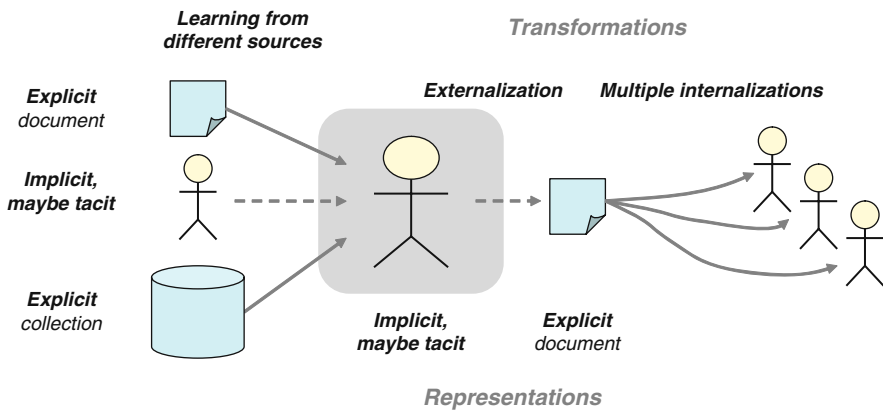 Learning from
different sources
Transformations
Explicit
document
Externalization
Multiple internalizations
Implicit,
maybe tacit
Explicit
collection
Implicit,
maybe tacit
Explicit
document
Representations